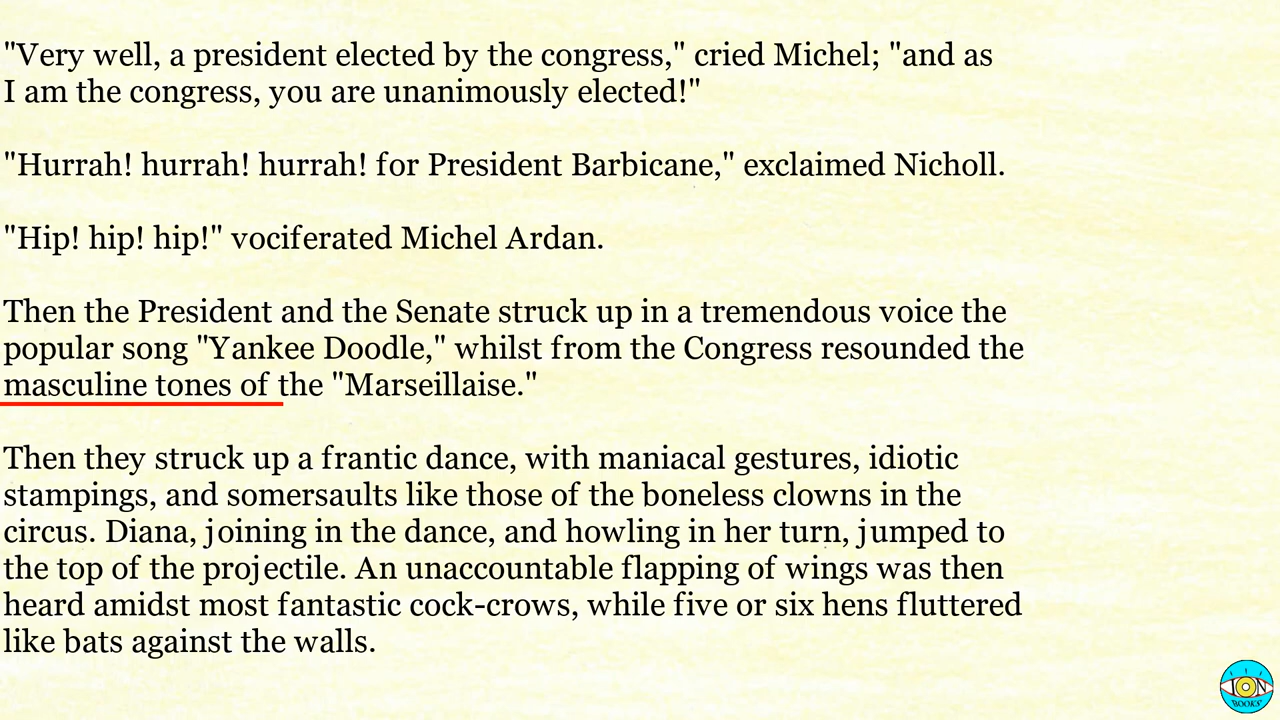 "Very well, a president elected by the congress," cried Michel; "and as
I am the congress, you are unanimously elected!"
"Hurrah! hurrah! hurrah! for President Barbicane," exclaimed Nicholl.
"Hip! hip! hip!" vociferated Michel Ardan.
Then the President and the Senate struck up in a tremendous voice the
popular song "Yankee Doodle," whilst from the Congress resounded the
masculine tones of the "Marseillaise."
Then they struck up a frantic dance, with maniacal gestures, idiotic
stampings, and somersaults like those of the boneless clowns in the
circus. Diana, joining in the dance, and howling in her turn, jumped to
the top of the projectile. An unaccountable flapping of wings was then
heard amidst most fantastic cock-crows, while five or six hens fluttered
like bats against the walls.
ION
BOOKS